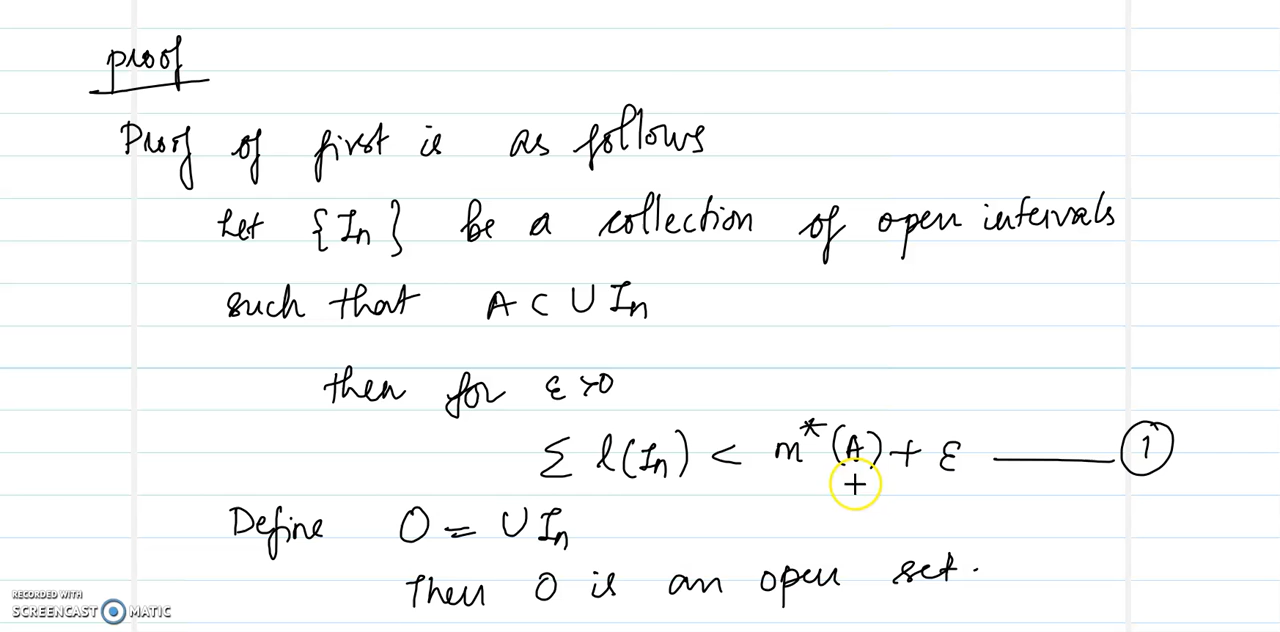 proof
Proof of first is as follows
Let {In} be a collection of open intervals
such that A ⊂ ∪ In
then for ε >0
Σ l(In) < m*(A) + ε —— ①
Define O = ∪ In
Then O is an open set.
RECORDED WITH
SCREENCAST MATIC